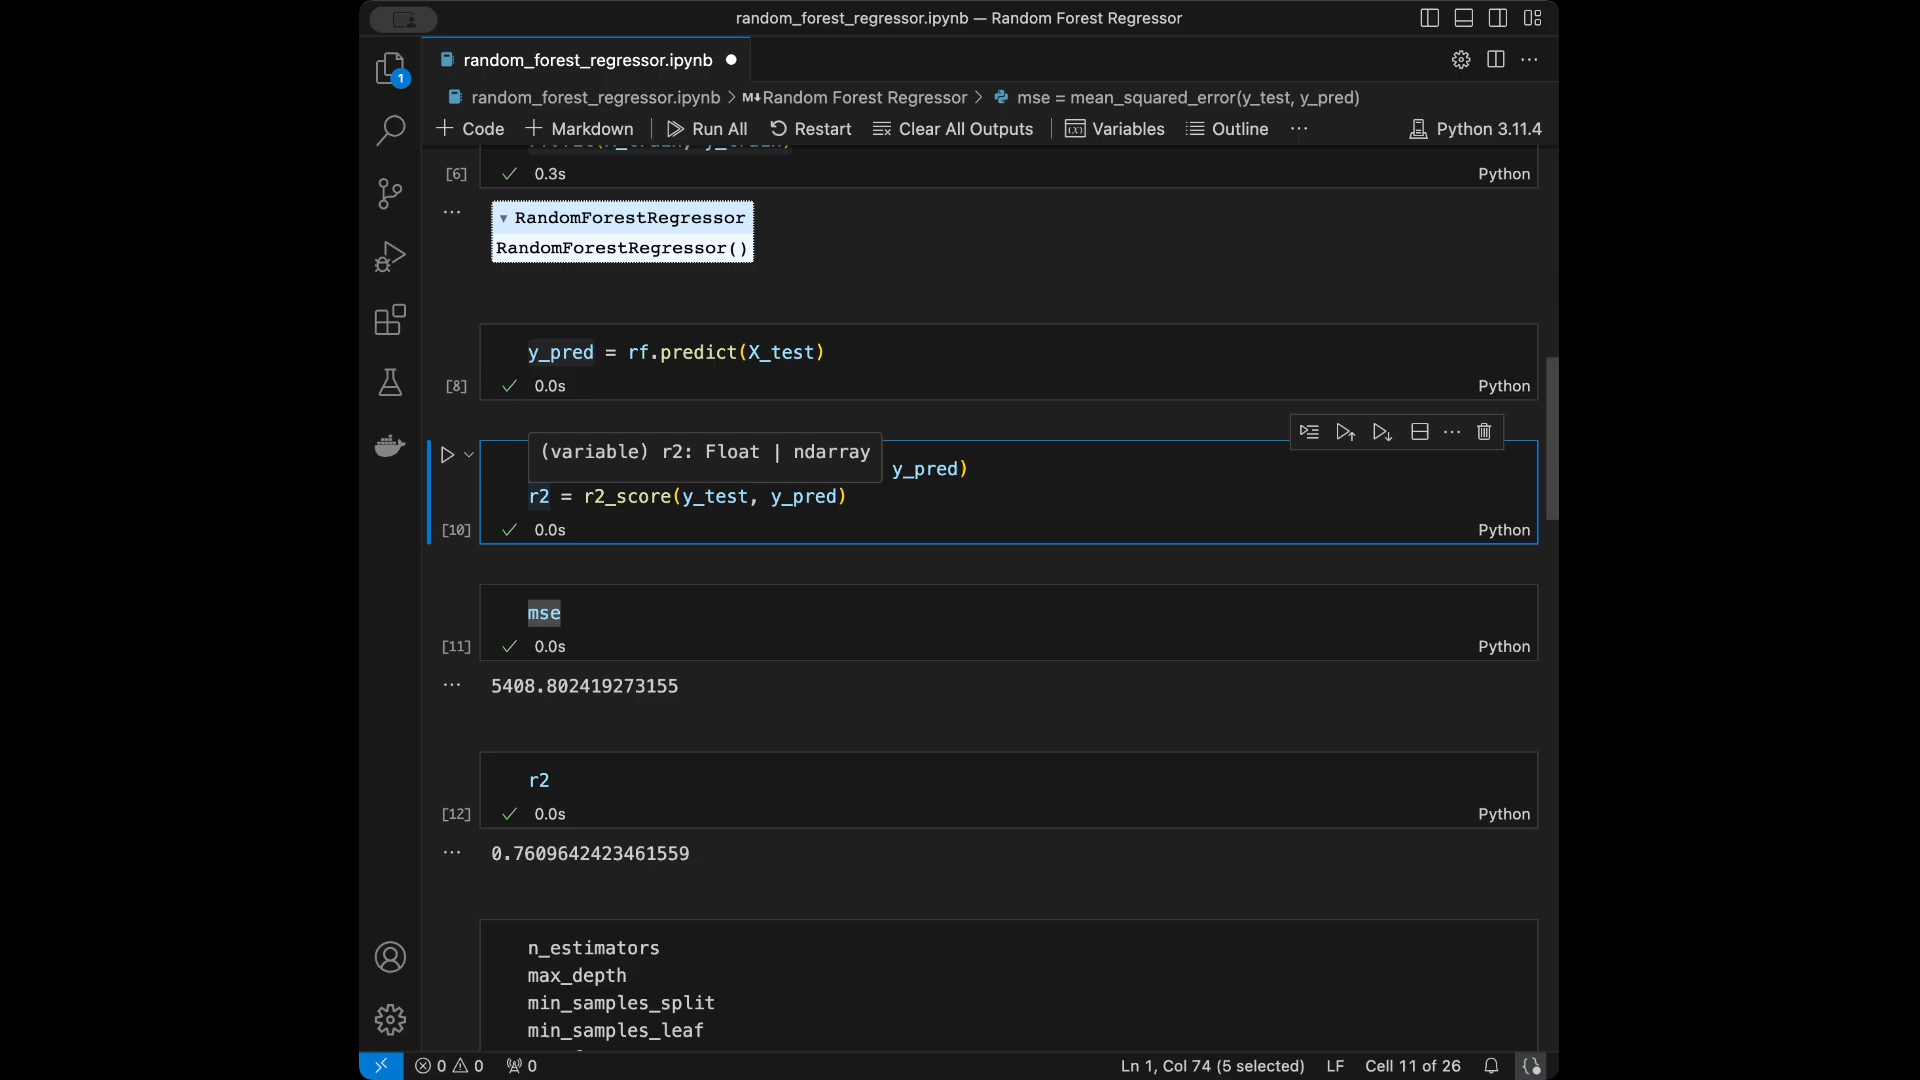 random_forest_regressor.ipynb — Random Forest Regressor
random_forest_regressor.ipynb
1
random_forest_regressor.ipynb > M↓ Random Forest Regressor > mse = mean_squared_error(y_test, y_pred)
+ Code + Markdown Run All Restart Clear All Outputs Variables Outline ··· Python 3.11.4
[6] ✓ 0.3s Python
RandomForestRegressor
RandomForestRegressor()
y_pred = rf.predict(X_test)
[8] ✓ 0.0s Python
(variable) r2: Float | ndarray
y_pred)
r2 = r2_score(y_test, y_pred)
[10] ✓ 0.0s Python
mse
[11] ✓ 0.0s Python
5408.802419273155
r2
[12] ✓ 0.0s Python
0.7609642423461559
n_estimators
max_depth
min_samples_split
min_samples_leaf
0 0 0 Ln 1, Col 74 (5 selected) LF Cell 11 of 26